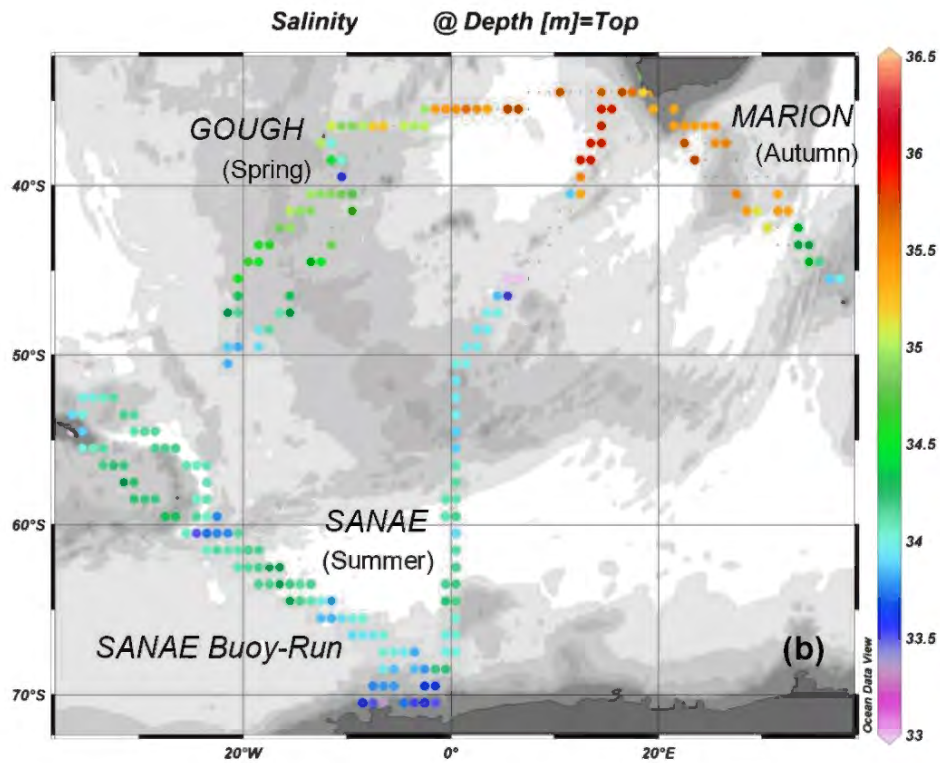 Salinity @ Depth [m]=Top
GOUGH
(Spring)
MARION
(Autumn)
SANAE
(Summer)
SANAE Buoy-Run
(b)
40°S
50°S
60°S
70°S
20°W
0°
20°E
36.5
36
35.5
35
34.5
34
33.5
33
Ocean Data View